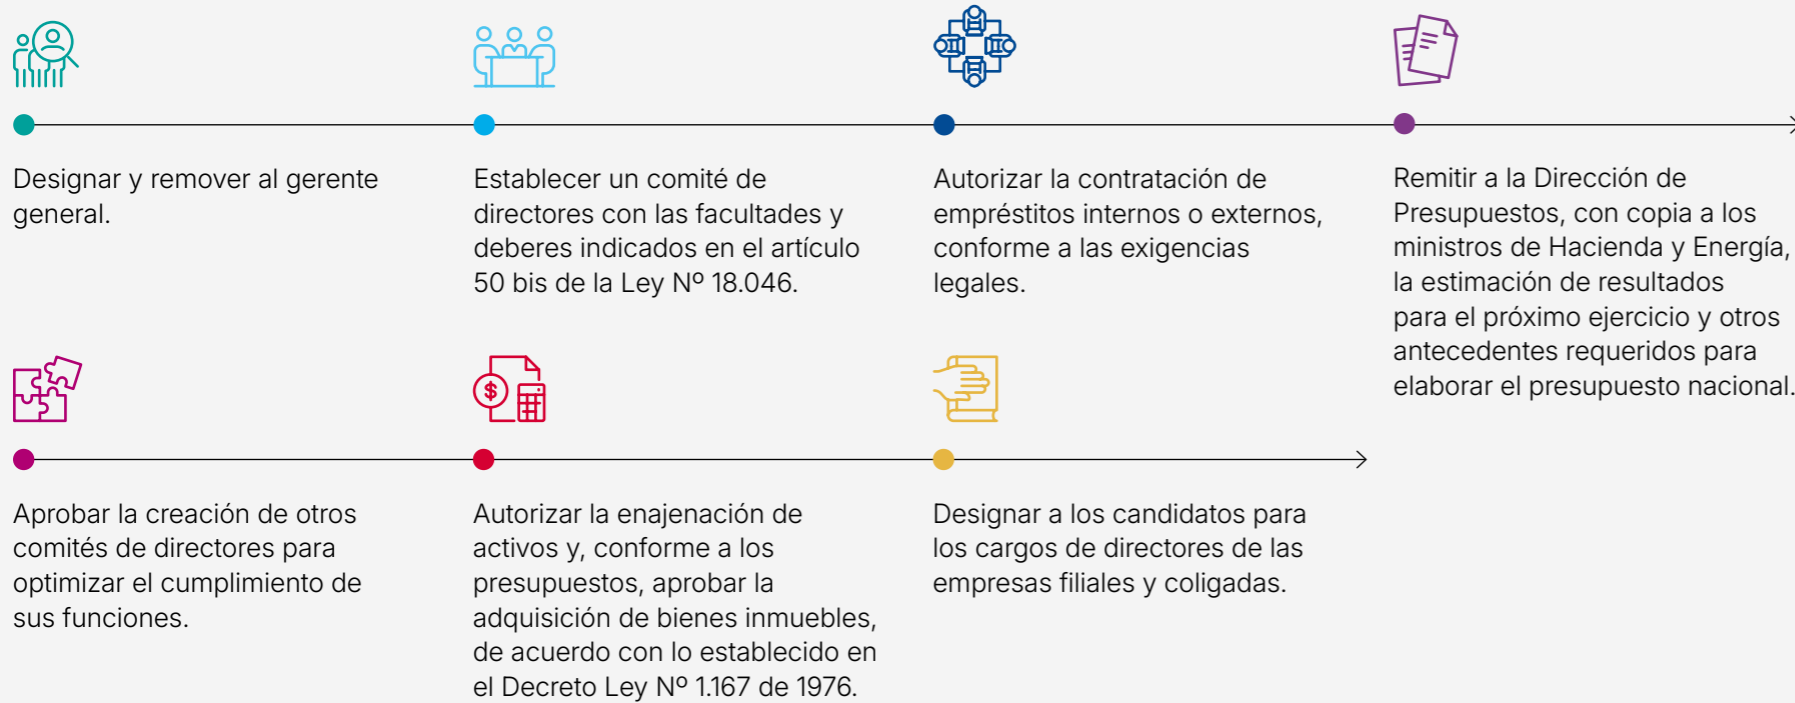 Designar y remover al gerente
general.
Establecer un comité de
directores con las facultades y
deberes indicados en el artículo
50 bis de la Ley Nº 18.046.
Autorizar la contratación de
empréstitos internos o externos,
conforme a las exigencias
legales.
Remitir a la Dirección de
Presupuestos, con copia a los
ministros de Hacienda y Energía,
la estimación de resultados
para el próximo ejercicio y otros
antecedentes requeridos para
elaborar el presupuesto nacional.
Aprobar la creación de otros
comités de directores para
optimizar el cumplimiento de
sus funciones.
$
Autorizar la enajenación de
activos y, conforme a los
presupuestos, aprobar la
adquisición de bienes inmuebles,
de acuerdo con lo establecido en
el Decreto Ley Nº 1.167 de 1976.
Designar a los candidatos para
los cargos de directores de las
empresas filiales y coligadas.